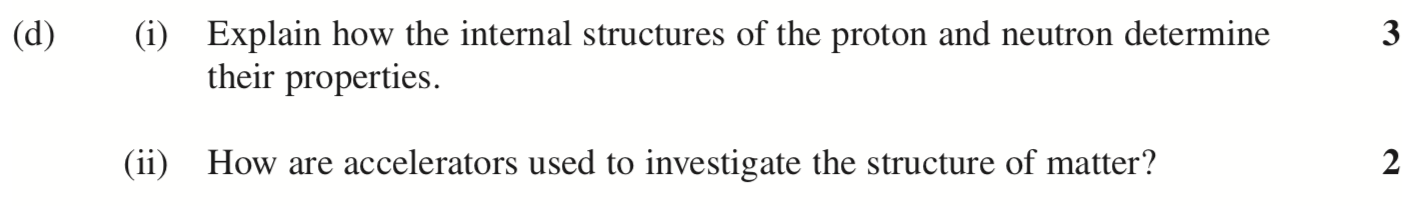 (d) (i) Explain how the internal structures of the proton and neutron determine 3
their properties.
(ii) How are accelerators used to investigate the structure of matter? 2